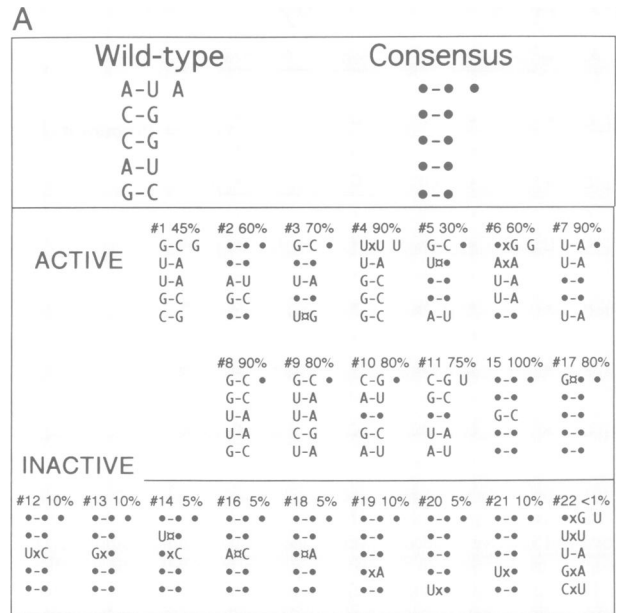 A
Wild-type Consensus
A-U A •-• •
C-G •-•
C-G •-•
A-U •-•
G-C •-•
#1 45% #2 60% #3 70% #4 90% #5 30% #6 60% #7 90%
ACTIVE
G-C G •-• • G-C • UxU U G-C • •xG G U-A •
U-A •-• •-• U-A U¤• AxA U-A
U-A A-U U-A G-C •-• U-A •-•
G-C G-C •-• G-C •-• U-A •-•
C-G •-• U¤G G-C A-U •-• U-A
#8 90% #9 80% #10 80% #11 75% 15 100% #17 80%
G-C • G-C • C-G • C-G U •-• • G¤• •
G-C U-A A-U G-C •-• •-•
U-A U-A •-• •-• G-C •-•
U-A C-G G-C U-A •-• •-•
G-C U-A A-U A-U •-• •-•
INACTIVE
#12 10% #13 10% #14 5% #16 5% #18 5% #19 10% #20 5% #21 10% #22 <1%
•-• • •-• • •-• • •-• • •-• • •-• • •-• • •-• • •xG U
•-• •-• U¤• •-• •-• •-• •-• •-• UxU
UxC Gx• •xC A¤C •¤A •-• •-• •-• U-A
•-• •-• •-• •-• •-• •xA •-• Ux• GxA
•-• •-• •-• •-• •-• •-• Ux• •-• CxU